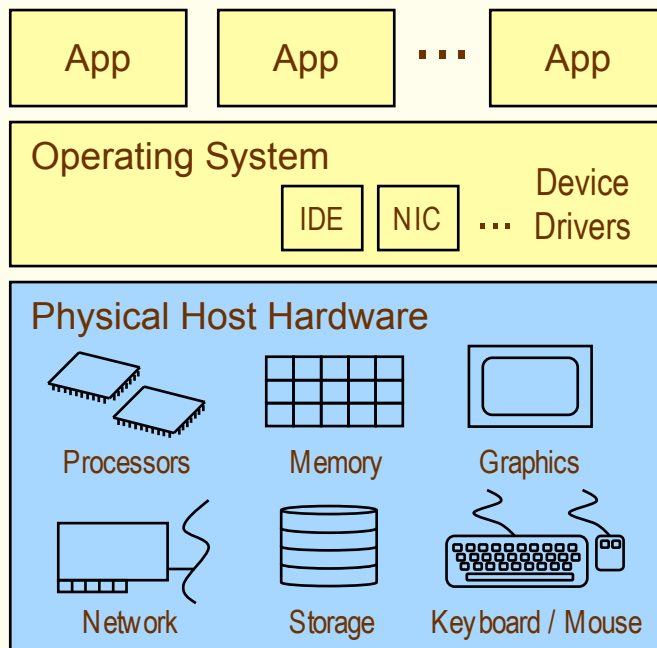 App App ... App
Operating System
IDE NIC ... Device
Drivers
Physical Host Hardware
Processors Memory Graphics
Network Storage Keyboard / Mouse